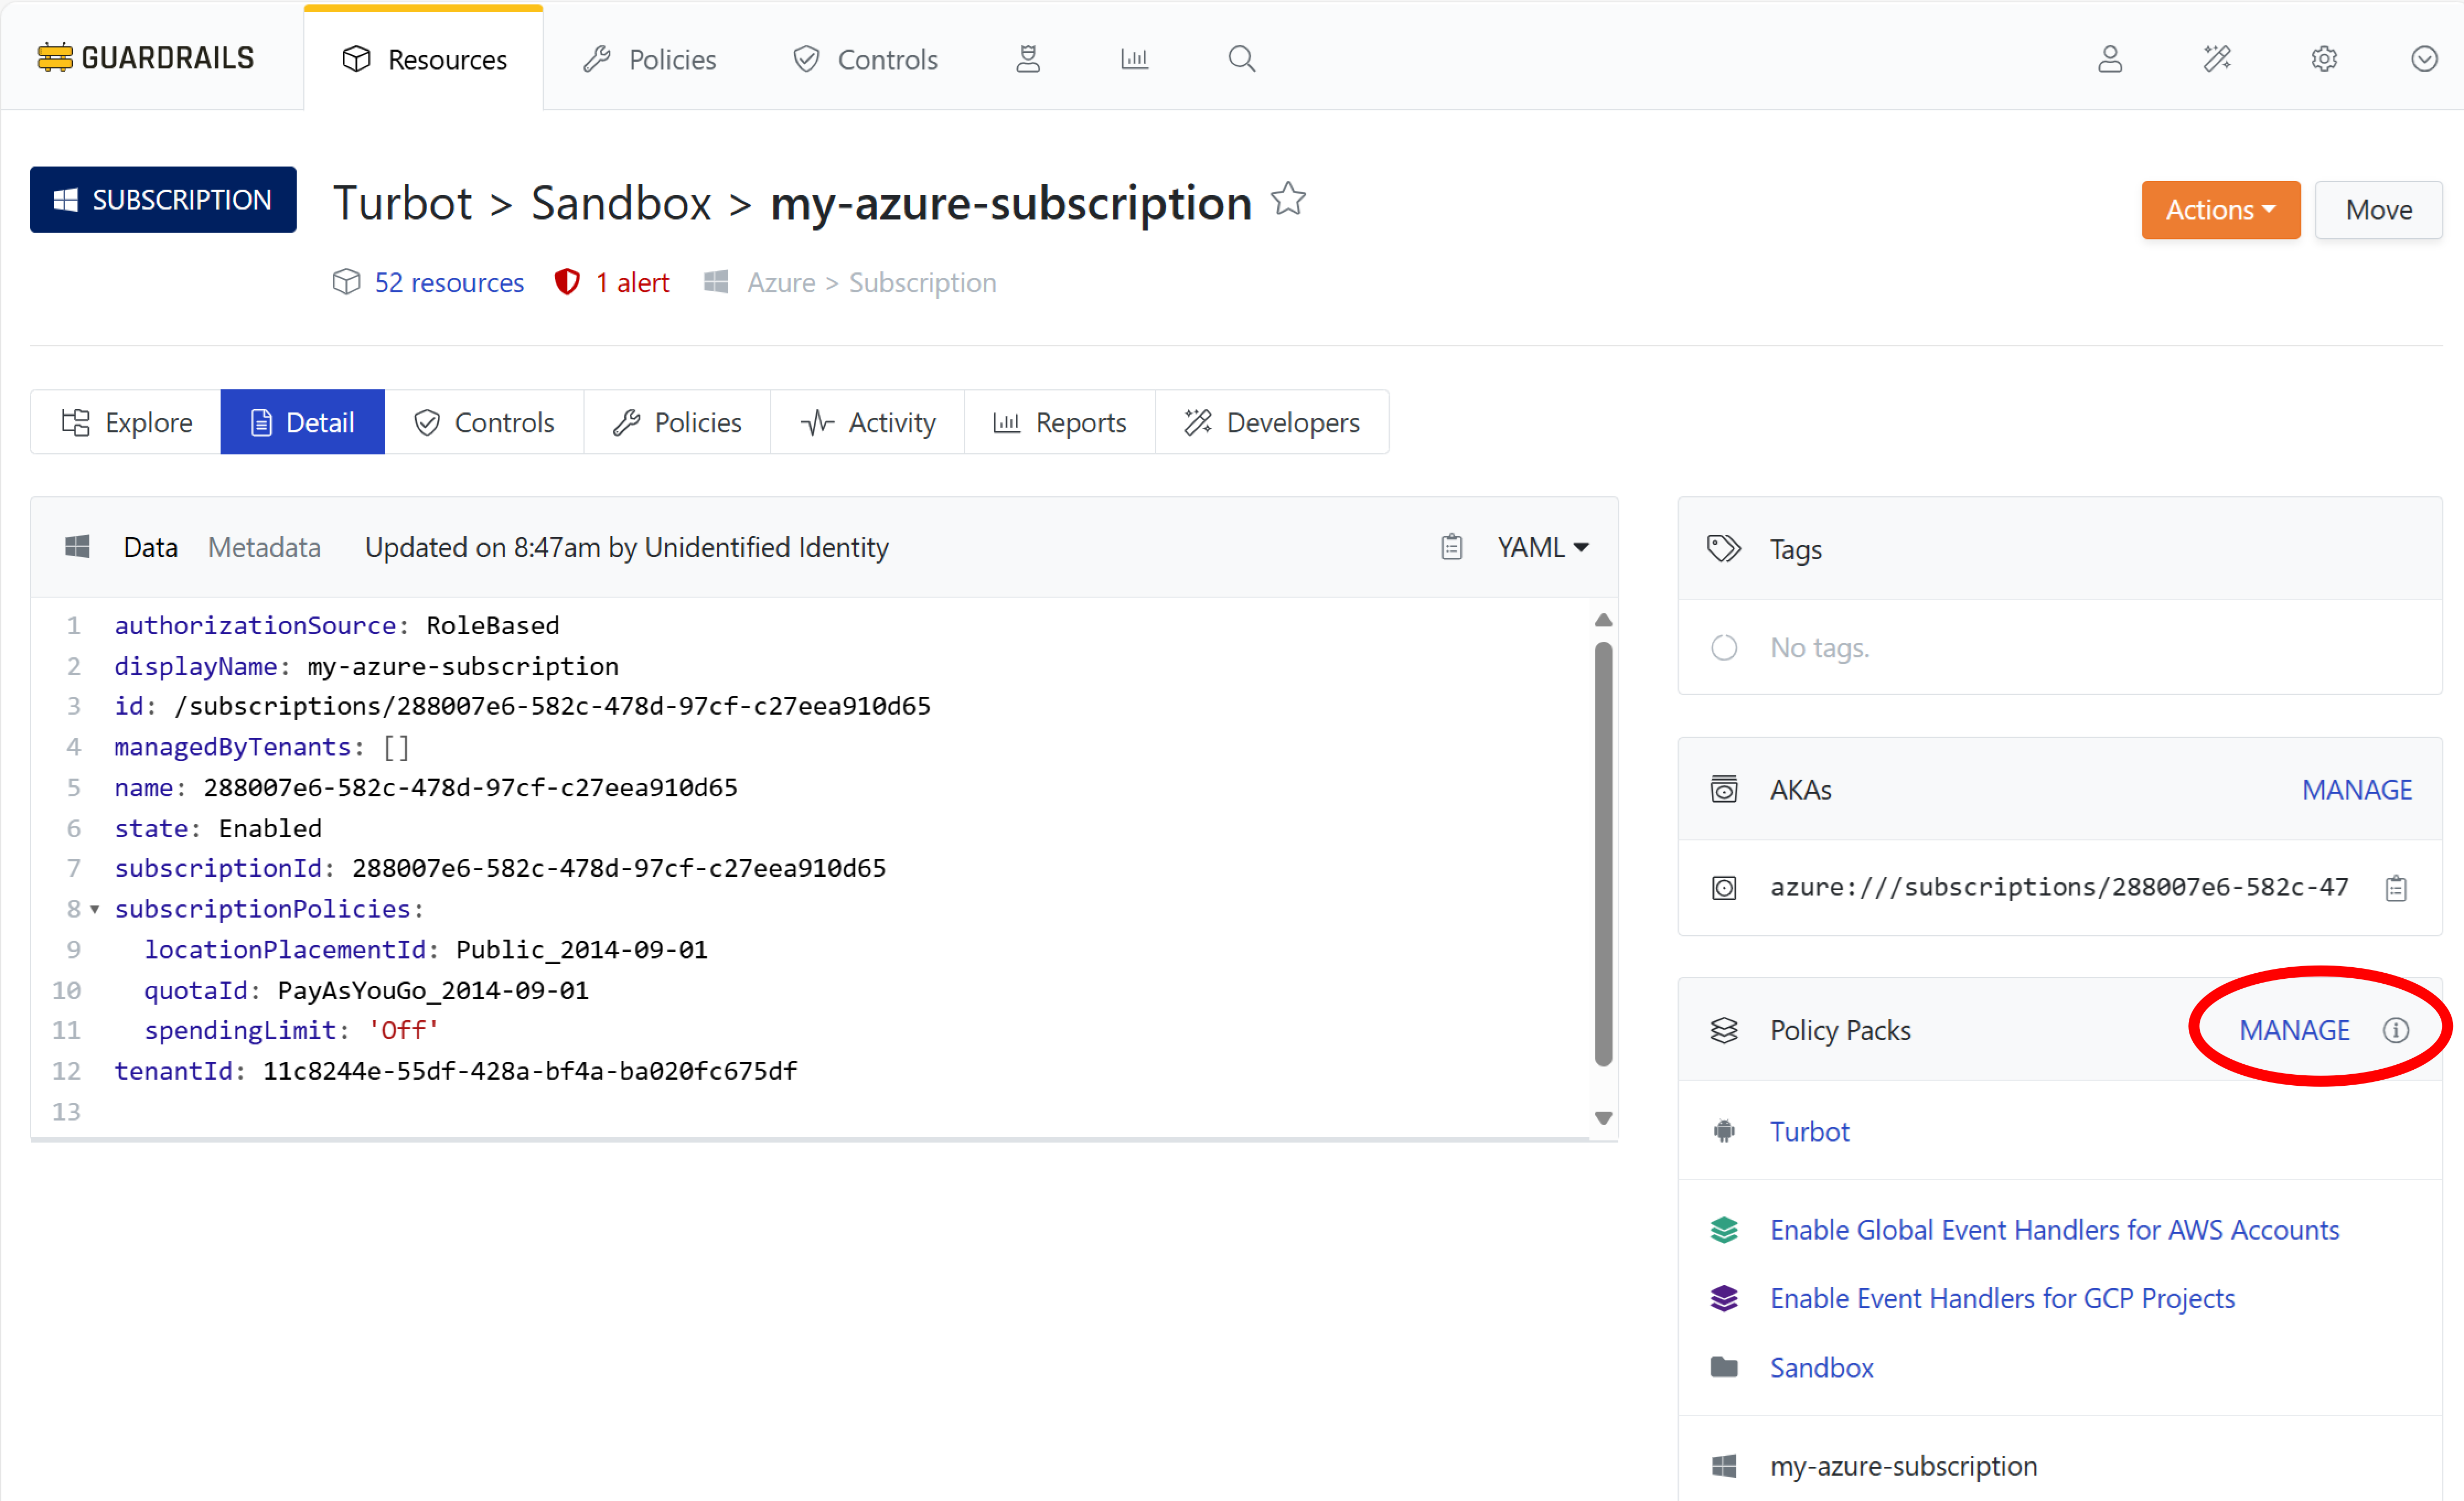 GUARDRAILS Resources Policies Controls
SUBSCRIPTION Turbot > Sandbox > my-azure-subscription Actions Move
52 resources 1 alert Azure > Subscription
Explore Detail Controls Policies Activity Reports Developers
Data Metadata Updated on 8:47am by Unidentified Identity YAML
1 authorizationSource: RoleBased
2 displayName: my-azure-subscription
3 id: /subscriptions/288007e6-582c-478d-97cf-c27eea910d65
4 managedByTenants: []
5 name: 288007e6-582c-478d-97cf-c27eea910d65
6 state: Enabled
7 subscriptionId: 288007e6-582c-478d-97cf-c27eea910d65
8 subscriptionPolicies:
9 locationPlacementId: Public_2014-09-01
10 quotaId: PayAsYouGo_2014-09-01
11 spendingLimit: 'Off'
12 tenantId: 11c8244e-55df-428a-bf4a-ba020fc675df
13
Tags
No tags.
AKAs MANAGE
azure:///subscriptions/288007e6-582c-47
Policy Packs MANAGE
Turbot
Enable Global Event Handlers for AWS Accounts
Enable Event Handlers for GCP Projects
Sandbox
my-azure-subscription